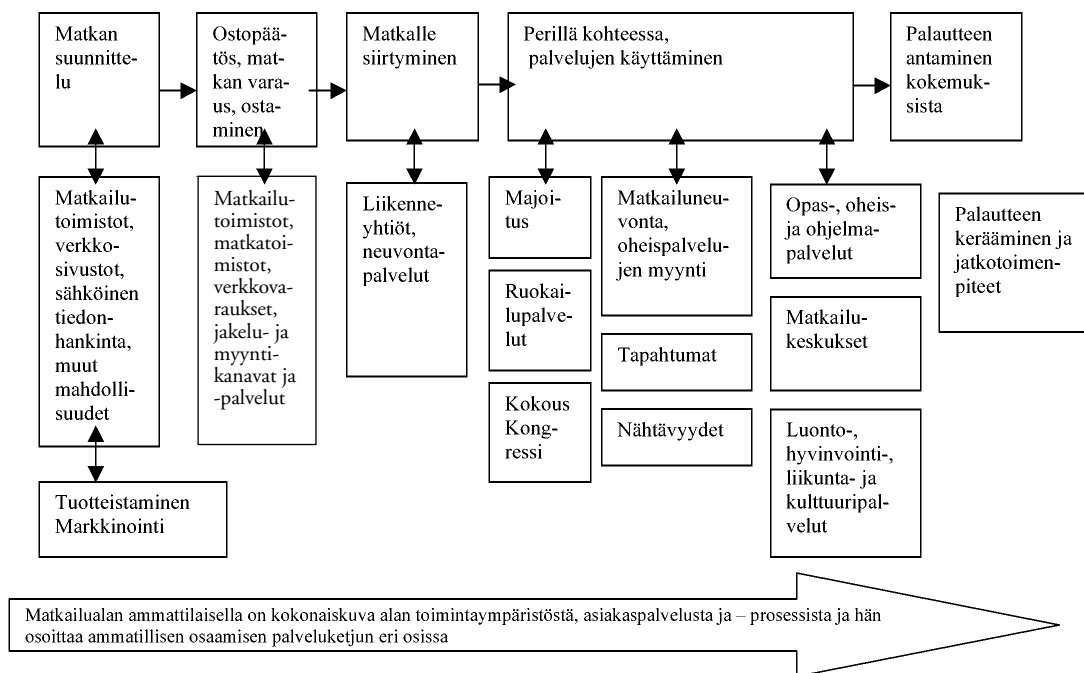 Matkan
suunnitte-
lu
Ostopää-
tös, mat-
kan vara-
us, osta-
minen
Matkalle
siirtyminen
Perillä kohteessa,
palvelujen käyttäminen
Palautteen
antaminen
kokemuk-
sista
Matkailu-
toimistot,
verkko-
sivustot,
sähköinen
tiedon-
hankinta,
muut
mahdolli-
suudet
Matkailu-
toimistot,
matkatoi-
mistot,
verkkova-
raukset,
jakelu- ja
myynti-
kanavat ja
-palvelut
Liikenne-
yhtiöt,
neuvonta-
palvelut
Majoi-
tus
Ruokai-
lupalve-
lut
Kokous
Kong-
ressi
Matkailuneu-
vonta,
oheispalvelu-
jen myynti
Tapahtumat
Nähtävyydet
Opas-, oheis-
ja ohjelma-
palvelut
Matkailu-
keskukset
Luonto-,
hyvinvointi-,
liikunta- ja
kulttuuripal-
velut
Palautteen
kerääminen ja
jatkotoimen-
piteet
Tuotteistaminen
Markkinointi
Matkailualan ammattilaisella on kokonaiskuva alan toimintaympäristöstä, asiakaspalvelusta ja – prosessista ja hän
osoittaa ammatillisen osaamisen palveluketjun eri osissa